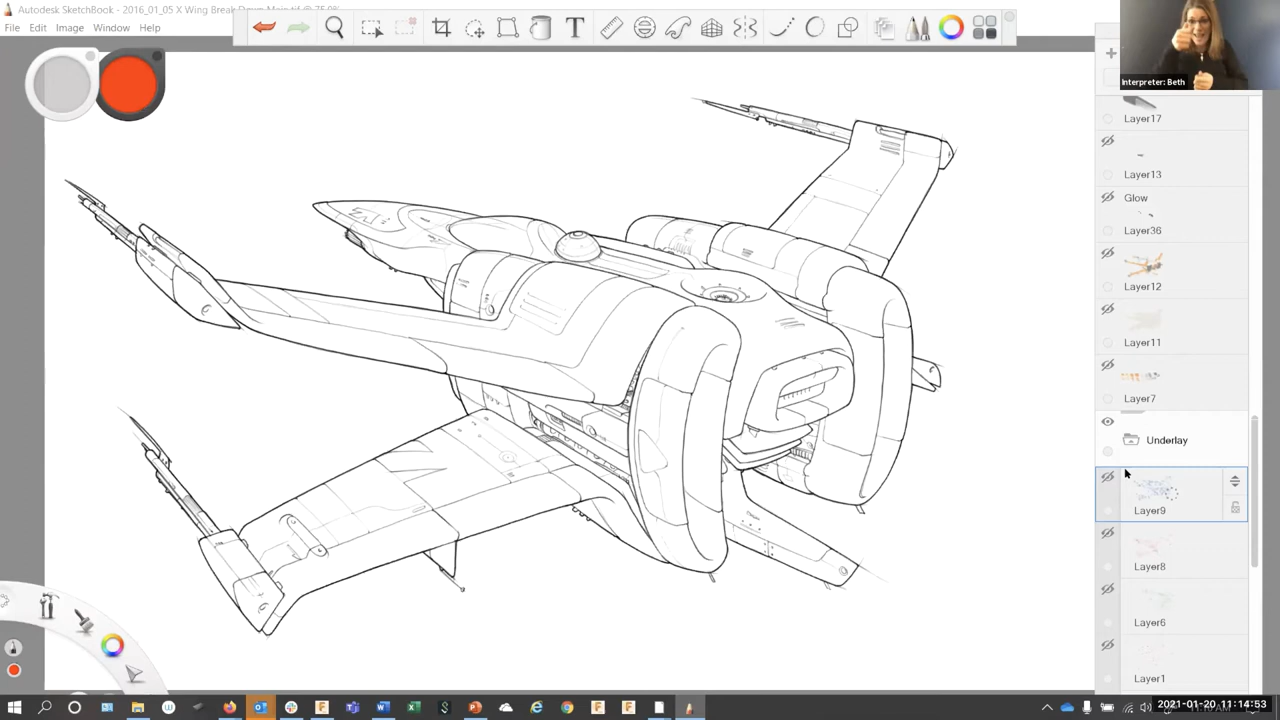 Autodesk SketchBook - 2016_01_05 X Wing Break Down Main.tif @ 75.0%
File Edit Image Window Help
T
Interpreter: Beth
Layer17
Layer13
Glow
Layer36
Layer12
Layer11
Layer7
Underlay
Layer9
Layer8
Layer6
Layer1
2021-01-20 11:14:53